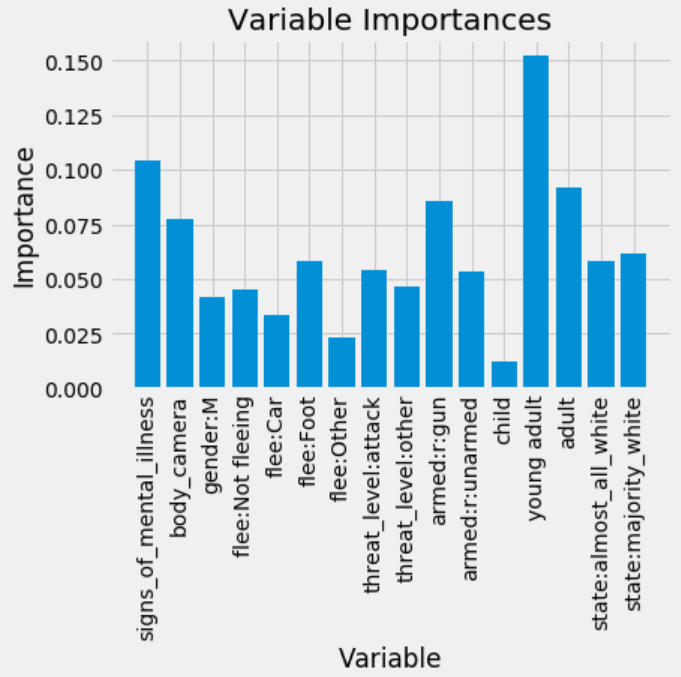 Variable Importances
0.150
0.125
0.100
0.075
0.050
0.025
0.000
Importance
signs_of_mental_illness
body_camera
gender:M
flee:Not fleeing
flee:Car
flee:Foot
flee:Other
threat_level:attack
threat_level:other
armed:r:gun
armed:r:unarmed
child
young adult
adult
state:almost_all_white
state:majority_white
Variable